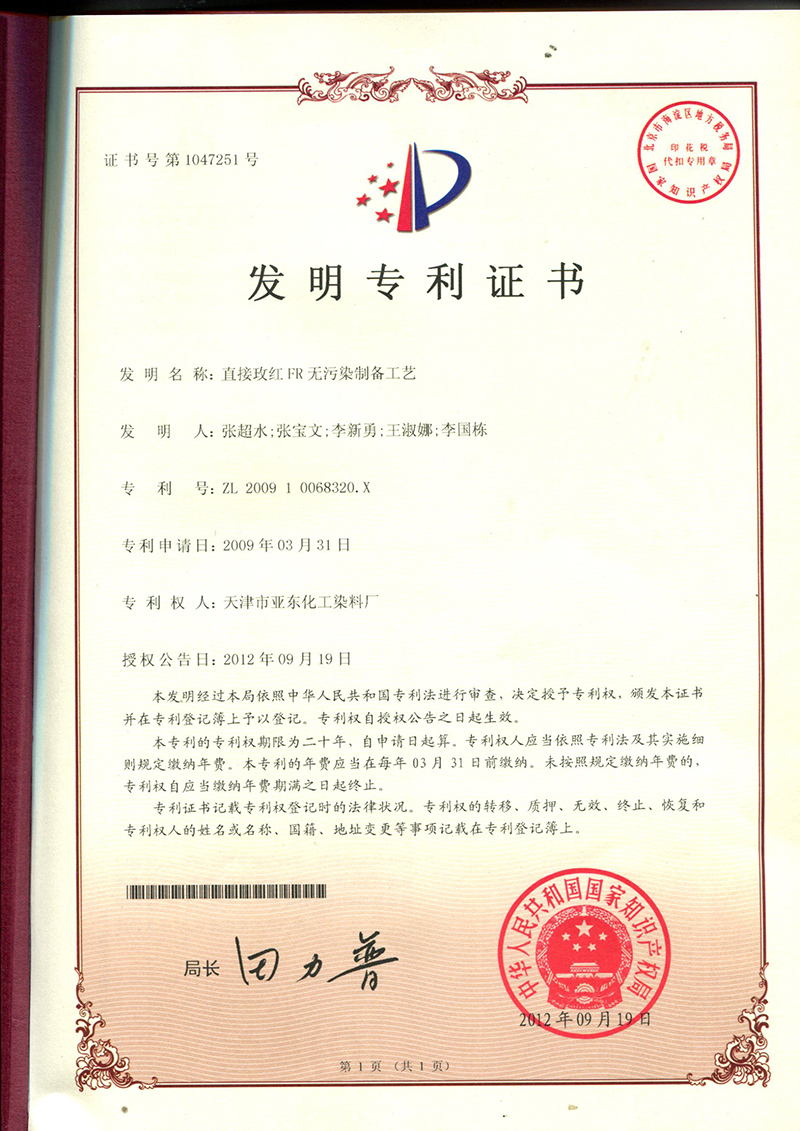 证书号第1047251号
北京市海淀区地方税务局
印花税
代扣专用章
国家知识产权局
发明专利证书
发明名称：直接玫红FR无污染制备工艺
发明人：张超水;张宝文;李新勇;王淑娜;李国栋
专利号：ZL 2009 1 0068320.X
专利申请日：2009年03月31日
专利权人：天津市亚东化工染料厂
授权公告日：2012年09月19日
本发明经过本局依照中华人民共和国专利法进行审查，决定授予专利权，颁发本证书
并在专利登记簿上予以登记。专利权自授权公告之日起生效。
本专利的专利权期限为二十年，自申请日起算。专利权人应当依照专利法及其实施细
则规定缴纳年费。本专利的年费应当在每年03月31日前缴纳。未按照规定缴纳年费的，
专利权自应当缴纳年费期满之日起终止。
专利证书记载专利权登记时的法律状况。专利权的转移、质押、无效、终止、恢复和
专利权人的姓名或名称、国籍、地址变更等事项记载在专利登记簿上。
局长 田力普
中华人民共和国国家知识产权局
2012年09月19日
第1页（共1页）